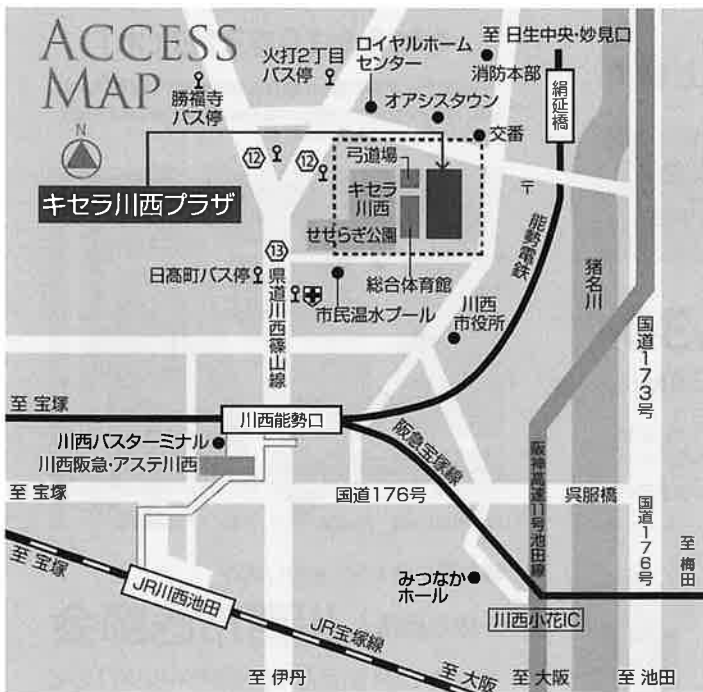 ACCESS
MAP
N
キセラ川西プラザ
勝福寺
バス停
火打2丁目
バス停
ロイヤルホーム
センター
オアシスタウン
至 日生中央・妙見口
消防本部
交番
絹延橋
12
12
弓道場
キセラ
川西
せせらぎ公園
〒
能勢電鉄
猪名川
13
日髙町バス停
県道川西篠山線
市民温水プール
総合体育館
川西
市役所
国道173号
至 宝塚
川西能勢口
川西バスターミナル
川西阪急・アステ川西
阪急宝塚線
至 宝塚
国道176号
阪神高速11号池田線
呉服橋
国道176号
至 梅田
至 宝塚
JR川西池田
みつなか
ホール
川西小花IC
JR宝塚線
至 伊丹
至 大阪
至 大阪
至 池田